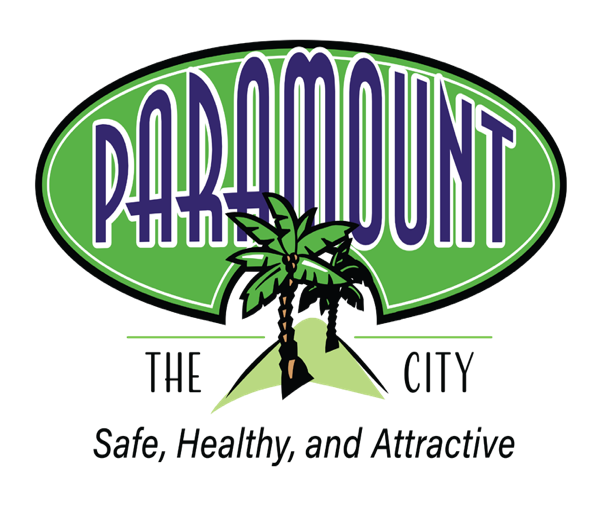 PARAMOUNT
THE CITY
Safe, Healthy, and Attractive